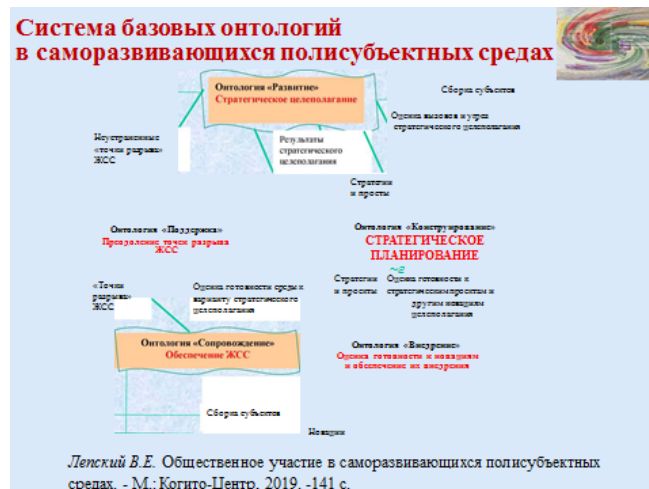 Система базовых онтологий
в саморазвивающихся полисубъектных средах
Онтология «Развитие»
Стратегическое целеполагание
Сборка субъектов
Оценка вызовов и угроз
стратегического целеполагания
Неустраненные
«точки разрыва»
ЖСС
Результаты
стратегического
целеполагания
Стратегии
и проекты
Онтология «Поддержка»
Преодоление точек разрыва
ЖСС
Онтология «Конструирование»
СТРАТЕГИЧЕСКОЕ
ПЛАНИРОВАНИЕ
«Точки
разрыва»
ЖСС
Оценка готовности среды к
варианту стратегического
целеполагания
Стратегии
и проекты
Оценка готовности к
стратегическим проектам и
другим новациям
целеполагания
Онтология «Сопровождение»
Обеспечение ЖСС
Онтология «Внедрение»
Оценка готовности к новациям
и обеспечение их внедрения
Сборка субъектов
Новации
Лепский В.Е. Общественное участие в саморазвивающихся полисубъектных
средах. - М.: Когито-Центр, 2019. -141 с.